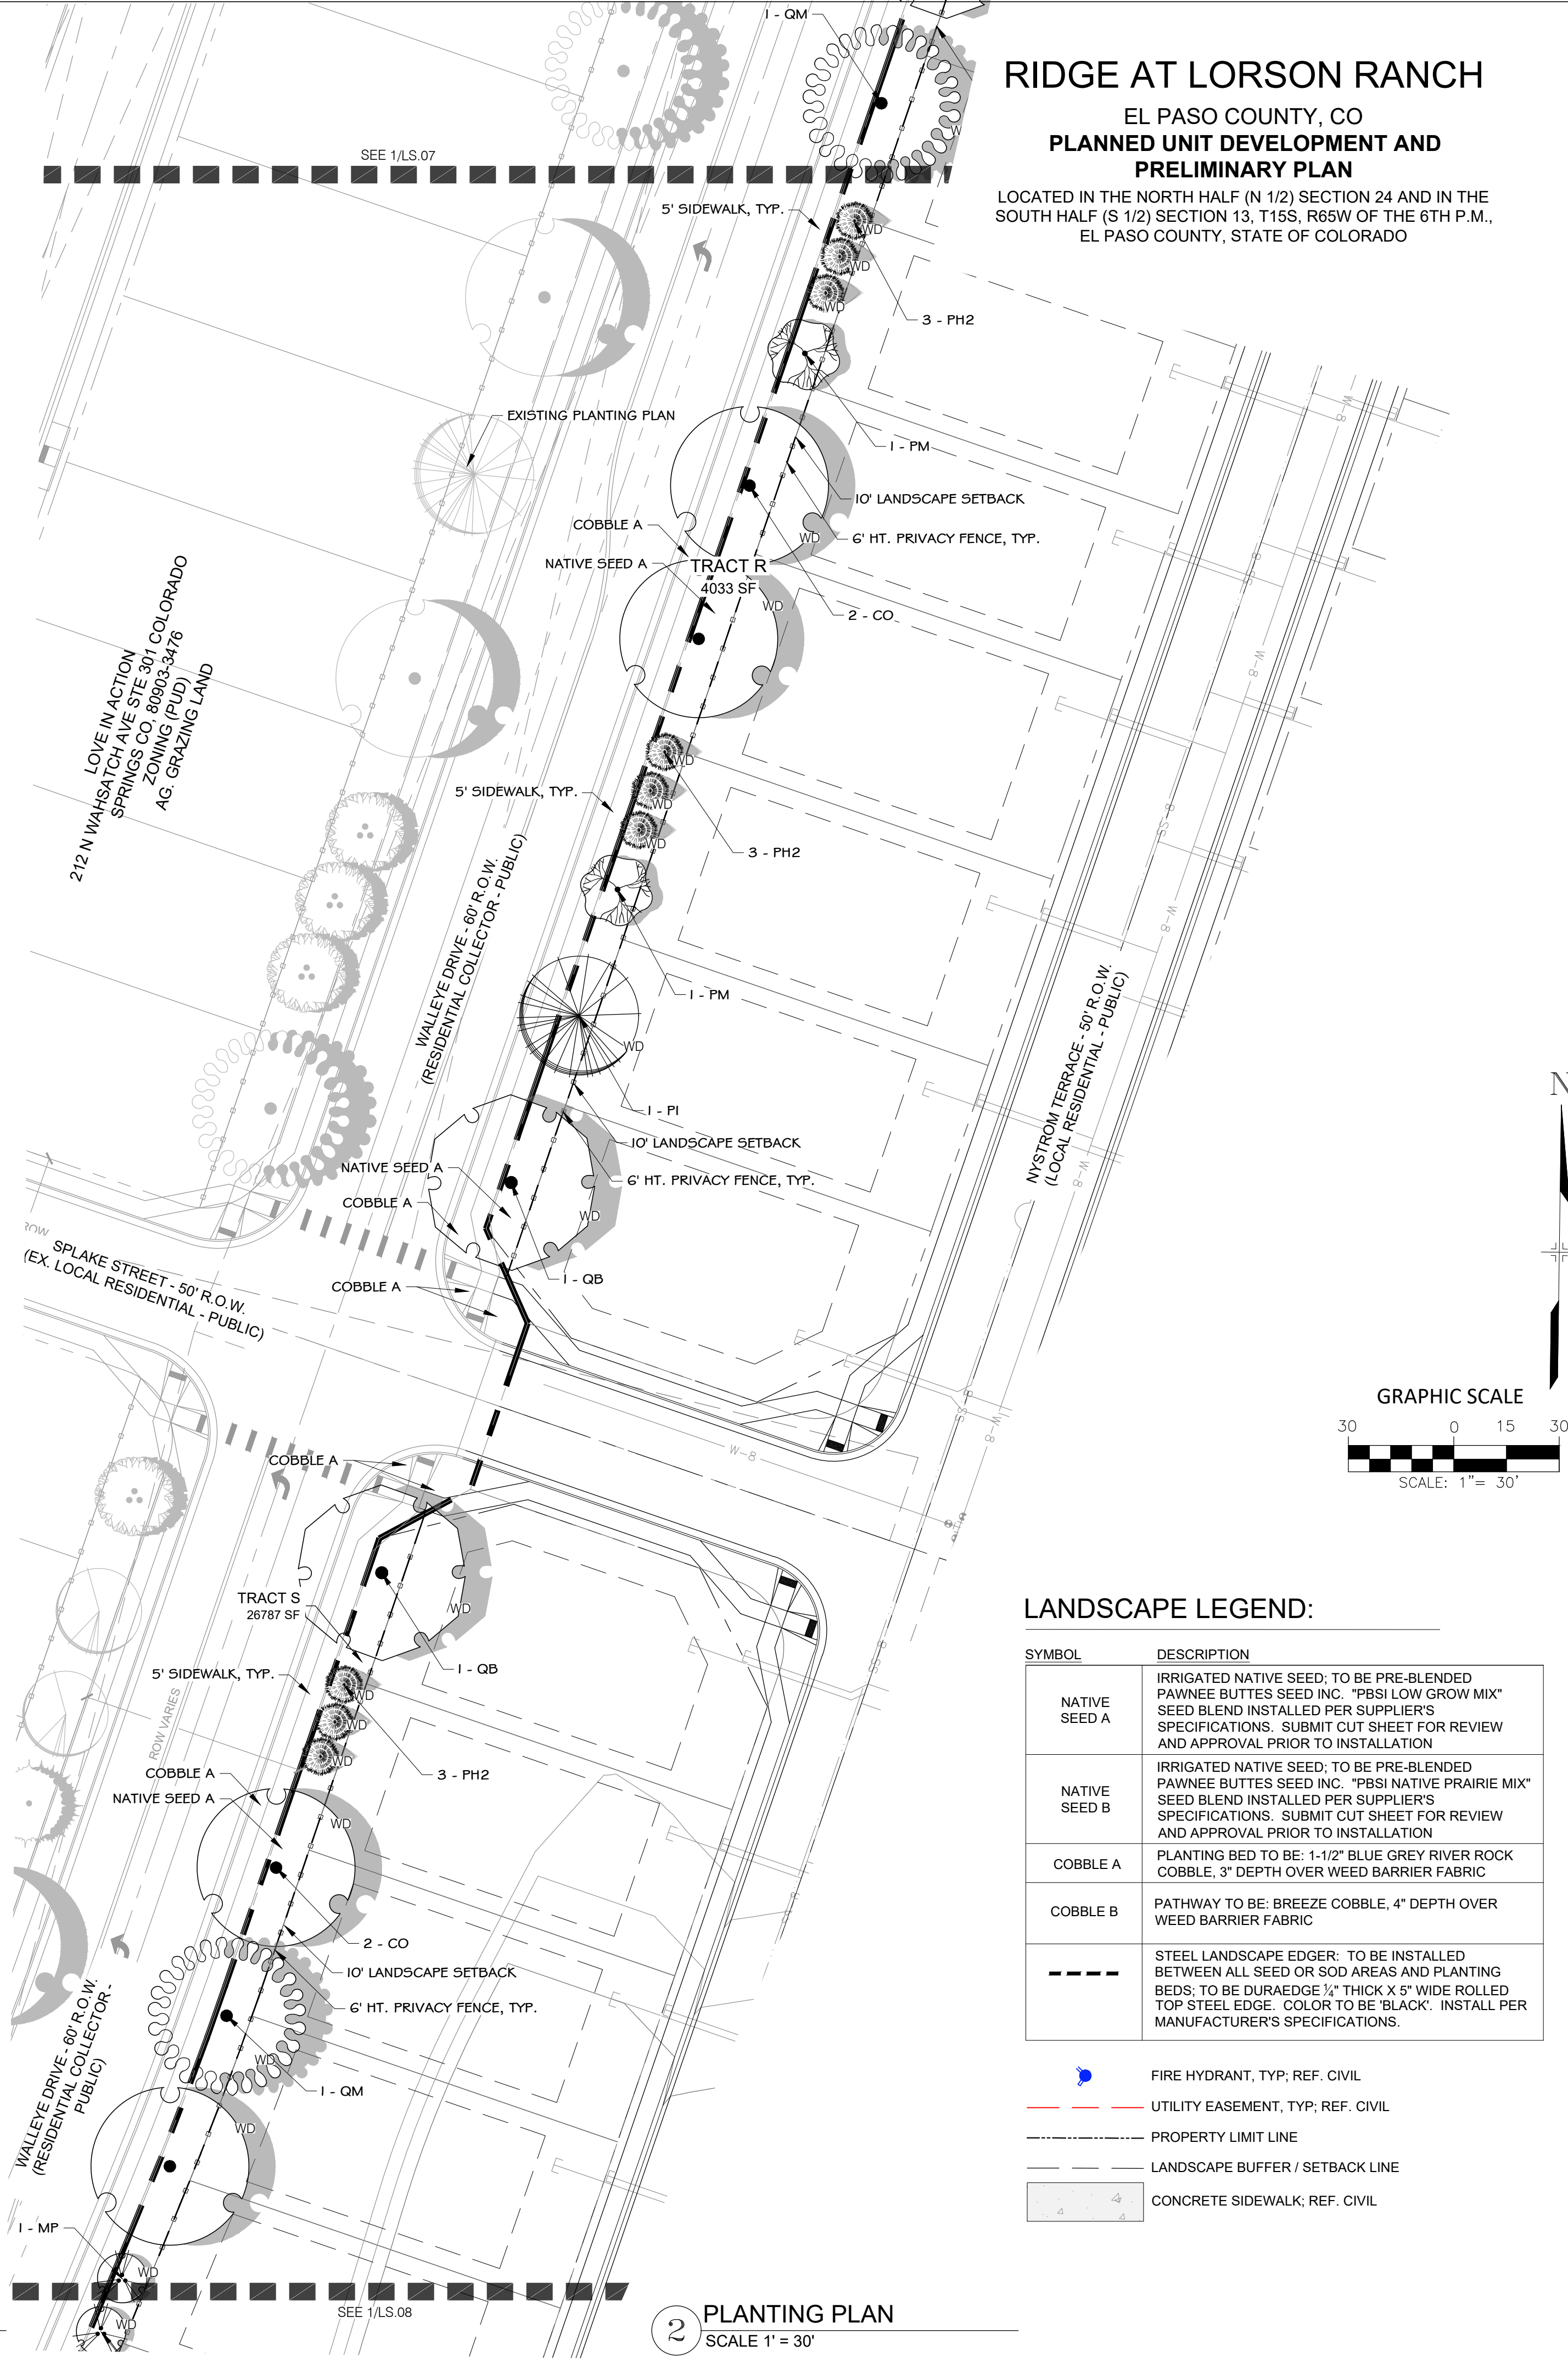 1 - QM
RIDGE AT LORSON RANCH
EL PASO COUNTY, CO
PLANNED UNIT DEVELOPMENT AND
PRELIMINARY PLAN
LOCATED IN THE NORTH HALF (N 1/2) SECTION 24 AND IN THE
SOUTH HALF (S 1/2) SECTION 13, T15S, R65W OF THE 6TH P.M.,
EL PASO COUNTY, STATE OF COLORADO
SEE 1/LS.07
5' SIDEWALK, TYP.
WD
WD
WD
3 - PH2
EXISTING PLANTING PLAN
1 - PM
10' LANDSCAPE SETBACK
COBBLE A
6' HT. PRIVACY FENCE, TYP.
WD
NATIVE SEED A
TRACT R
4033 SF
WD
2 - CO
LOVE IN ACTION
212 N WAHSATCH AVE STE 301 COLORADO
SPRINGS CO, 80903-3476
ZONING (PUD)
AG. GRAZING LAND
W-8
W-8
8 SS
W-8
WD
5' SIDEWALK, TYP.
WD
WD
3 - PH2
WALLEYE DRIVE - 60' R.O.W.
(RESIDENTIAL COLLECTOR - PUBLIC)
1 - PM
NYSTROM TERRACE - 50' R.O.W.
(LOCAL RESIDENTIAL - PUBLIC)
WD
1 - PI
10' LANDSCAPE SETBACK
NATIVE SEED A
6' HT. PRIVACY FENCE, TYP.
COBBLE A
WD
W-8
N
ROW
SPLAKE STREET - 50' R.O.W.
(EX. LOCAL RESIDENTIAL - PUBLIC)
1 - QB
COBBLE A
GRAPHIC SCALE
30 0 15 30
SCALE: 1"= 30'
W-8
W-8
COBBLE A
TRACT S
26787 SF
WD
5' SIDEWALK, TYP.
1 - QB
WD
WD
WD
ROW VARIES
COBBLE A
3 - PH2
NATIVE SEED A
WD
2 - CO
10' LANDSCAPE SETBACK
6' HT. PRIVACY FENCE, TYP.
WD
WALLEYE DRIVE - 60' R.O.W.
(RESIDENTIAL COLLECTOR -
PUBLIC)
1 - QM
WD
1 - MP
WD
SEE 1/LS.08
WD
LANDSCAPE LEGEND:
SYMBOL DESCRIPTION
NATIVE
SEED A
IRRIGATED NATIVE SEED; TO BE PRE-BLENDED
PAWNEE BUTTES SEED INC. "PBSI LOW GROW MIX"
SEED BLEND INSTALLED PER SUPPLIER'S
SPECIFICATIONS. SUBMIT CUT SHEET FOR REVIEW
AND APPROVAL PRIOR TO INSTALLATION
NATIVE
SEED B
IRRIGATED NATIVE SEED; TO BE PRE-BLENDED
PAWNEE BUTTES SEED INC. "PBSI NATIVE PRAIRIE MIX"
SEED BLEND INSTALLED PER SUPPLIER'S
SPECIFICATIONS. SUBMIT CUT SHEET FOR REVIEW
AND APPROVAL PRIOR TO INSTALLATION
COBBLE A
PLANTING BED TO BE: 1-1/2" BLUE GREY RIVER ROCK
COBBLE, 3" DEPTH OVER WEED BARRIER FABRIC
COBBLE B
PATHWAY TO BE: BREEZE COBBLE, 4" DEPTH OVER
WEED BARRIER FABRIC
STEEL LANDSCAPE EDGER: TO BE INSTALLED
BETWEEN ALL SEED OR SOD AREAS AND PLANTING
BEDS; TO BE DURAEDGE ¼" THICK X 5" WIDE ROLLED
TOP STEEL EDGE. COLOR TO BE 'BLACK'. INSTALL PER
MANUFACTURER'S SPECIFICATIONS.
FIRE HYDRANT, TYP; REF. CIVIL
UTILITY EASEMENT, TYP; REF. CIVIL
PROPERTY LIMIT LINE
LANDSCAPE BUFFER / SETBACK LINE
CONCRETE SIDEWALK; REF. CIVIL
2
PLANTING PLAN
SCALE 1' = 30'